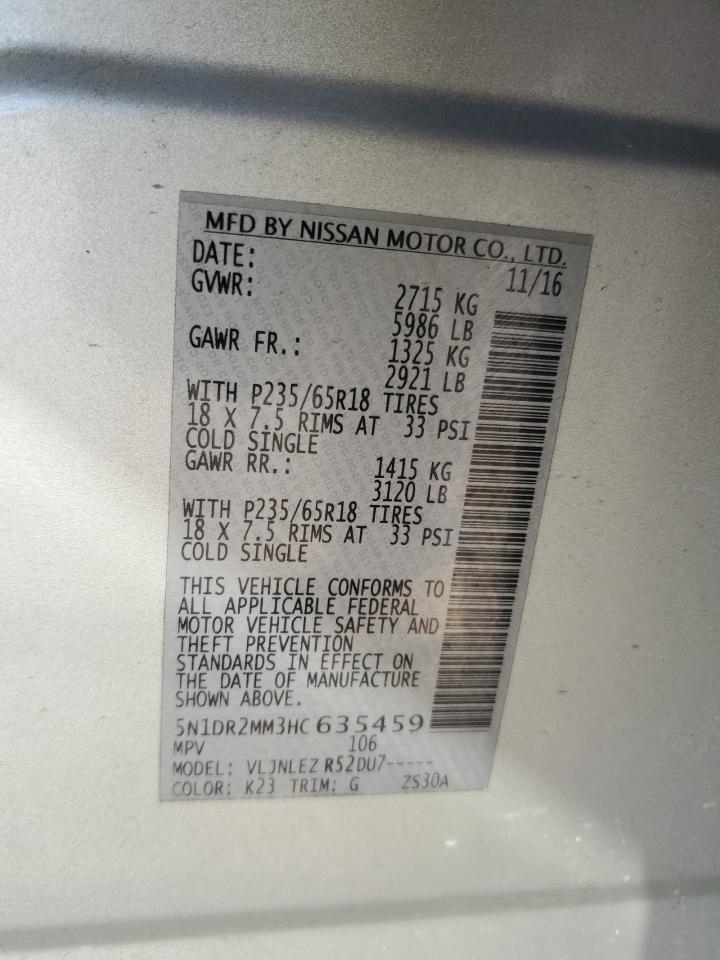 MFD BY NISSAN MOTOR CO., LTD.
DATE: 11/16
GVWR: 2715 KG
5986 LB
GAWR FR.: 1325 KG
2921 LB
WITH P235/65R18 TIRES
18 X 7.5 RIMS AT 33 PSI
COLD SINGLE
GAWR RR.: 1415 KG
3120 LB
WITH P235/65R18 TIRES
18 X 7.5 RIMS AT 33 PSI
COLD SINGLE
THIS VEHICLE CONFORMS TO
ALL APPLICABLE FEDERAL
MOTOR VEHICLE SAFETY AND
THEFT PREVENTION
STANDARDS IN EFFECT ON
THE DATE OF MANUFACTURE
SHOWN ABOVE.
5N1DR2MM3HC635459
MPV 106
MODEL: VLJNLEZ R52DU7-----
COLOR: K23 TRIM: G ZS30A